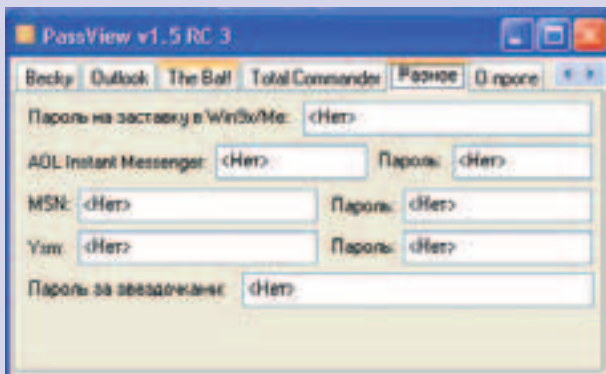 PassView v1.5 RC 3
Becky Outlook The Bat! Total Commander Разное О проге
Пароль на заставку в Win9x/Me: <Нет>
AOL Instant Messenger: <Нет> Пароль: <Нет>
MSN: <Нет> Пароль: <Нет>
<Нет> Пароль: <Нет>
Пароль за звездочками: <Нет>